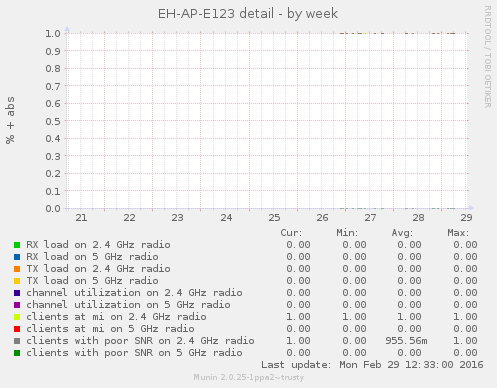 EH-AP-E123 detail - by week
RRDTOOL / TOBI OETIKER
% + abs
1.0
0.9
0.8
0.7
0.6
0.5
0.4
0.3
0.2
0.1
0.0
21 22 23 24 25 26 27 28 29
Cur: Min: Avg: Max:
RX load on 2.4 GHz radio 0.00 0.00 0.00 0.00
RX load on 5 GHz radio 0.00 0.00 0.00 0.00
TX load on 2.4 GHz radio 0.00 0.00 0.00 0.00
TX load on 5 GHz radio 0.00 0.00 0.00 0.00
channel utilization on 2.4 GHz radio 0.00 0.00 0.00 0.00
channel utilization on 5 GHz radio 0.00 0.00 0.00 0.00
clients at mi on 2.4 GHz radio 1.00 1.00 1.00 1.00
clients at mi on 5 GHz radio 0.00 0.00 0.00 0.00
clients with poor SNR on 2.4 GHz radio 1.00 0.00 955.56m 1.00
clients with poor SNR on 5 GHz radio 0.00 0.00 0.00 0.00
Last update: Mon Feb 29 12:33:00 2016
Munin 2.0.25-1ppa2~trusty